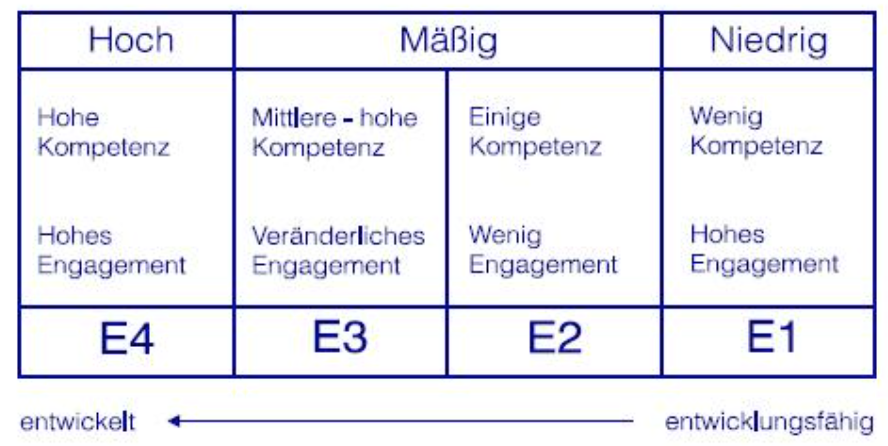 Hoch
Mäßig
Niedrig
Hohe
Kompetenz
Hohes
Engagement
Mittlere - hohe
Kompetenz
Veränderliches
Engagement
Einige
Kompetenz
Wenig
Engagement
Wenig
Kompetenz
Hohes
Engagement
E4
E3
E2
E1
entwickelt
entwicklungsfähig